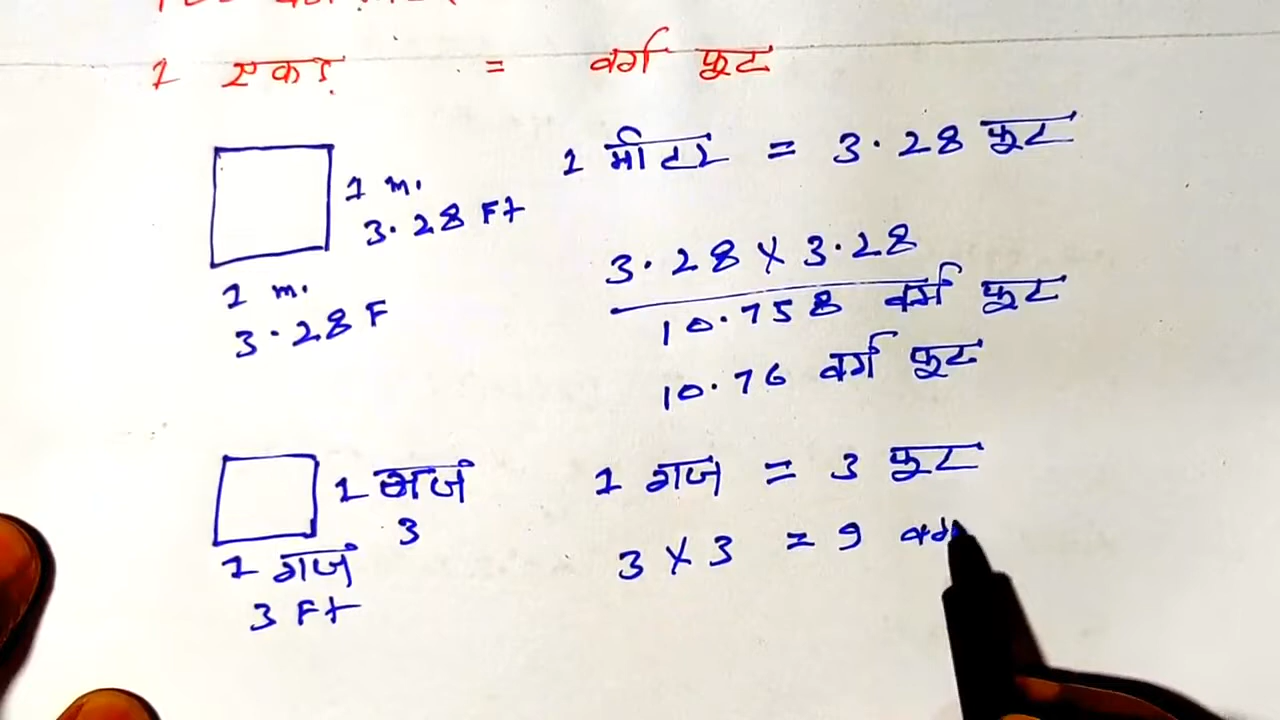 1 एकड़ = वर्ग फूट
1 m.
3.28 Ft
1 m.
3.28 F
1 मीटर = 3.28 फूट
3.28 X 3.28
10.758 वर्ग फूट
10.76 वर्ग फूट
1 गजं
3
1 गजं
3 Ft
1 गज = 3 फूट
3 X 3 = 9